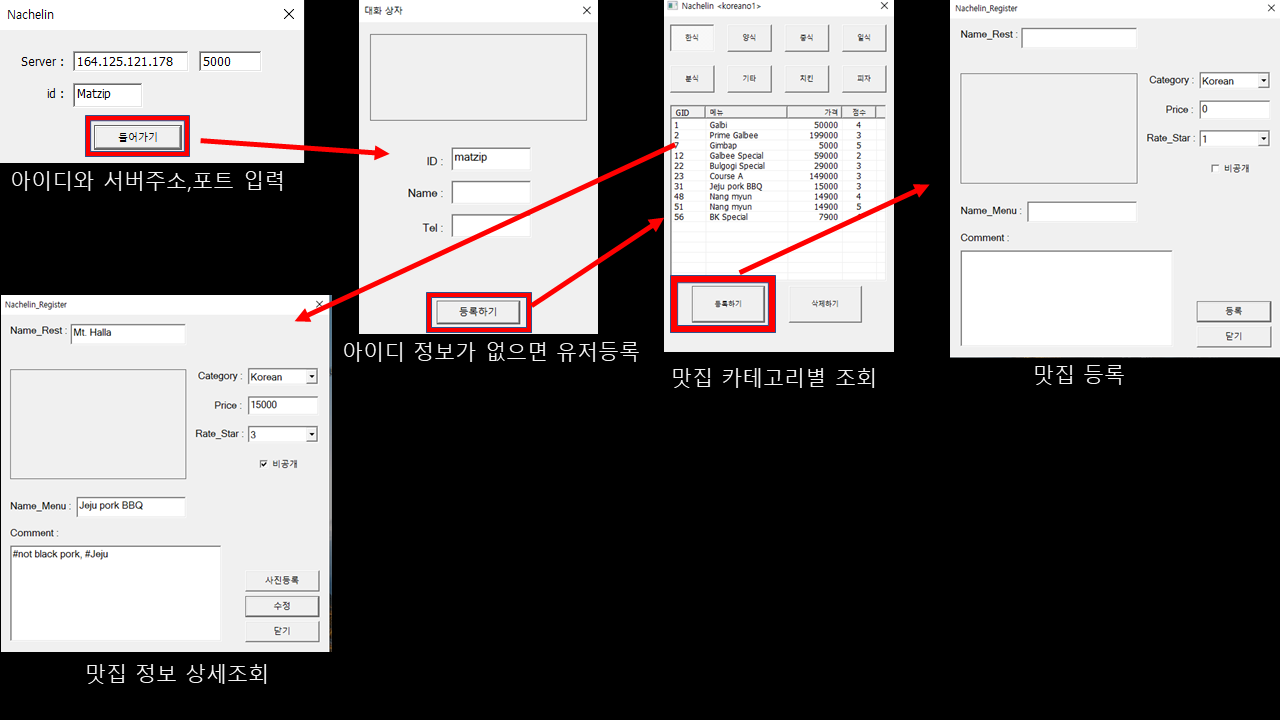 Nachelin
Server : 164.125.121.178 5000
id : Matzip
들어가기
아이디와 서버주소,포트 입력
대화 상자
ID : matzip
Name :
Tel :
등록하기
아이디 정보가 없으면 유저등록
Nachelin <koreano1>
한식 양식 중식 일식
분식 기타 치킨 피자
GID 메뉴 가격 점수
1 Galbi 50000 4
2 Prime Galbee 199000 3
7 Gimbap 5000 5
12 Galbee Special 59000 2
22 Bulgogi Special 29000 3
23 Course A 149000 3
31 Jeju pork BBQ 15000 3
48 Nang myun 14900 4
51 Nang myun 14900 5
56 BK Special 7900
등록하기 삭제하기
맛집 카테고리별 조회
Nachelin_Register
Name_Rest :
Category : Korean
Price : 0
Rate_Star : 1
비공개
Name_Menu :
Comment :
등록
닫기
맛집 등록
Nachelin_Register
Name_Rest : Mt. Halla
Category : Korean
Price : 15000
Rate_Star : 3
비공개
Name_Menu : Jeju pork BBQ
Comment :
#not black pork, #Jeju
사진등록
수정
닫기
맛집 정보 상세조회